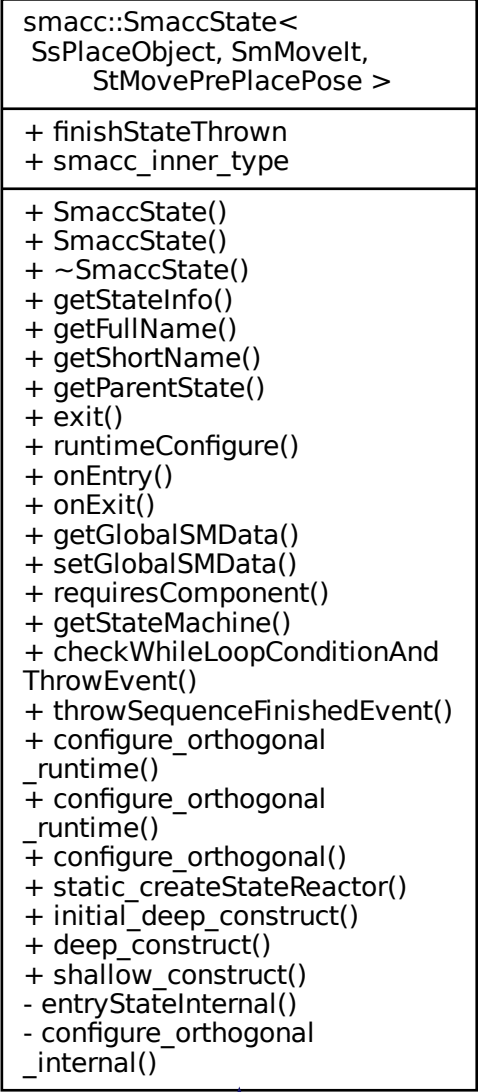 smacc::SmaccState<
SsPlaceObject, SmMoveIt,
StMovePrePlacePose >
+ finishStateThrown
+ smacc_inner_type
+ SmaccState()
+ SmaccState()
+ ~SmaccState()
+ getStateInfo()
+ getFullName()
+ getShortName()
+ getParentState()
+ exit()
+ runtimeConfigure()
+ onEntry()
+ onExit()
+ getGlobalSMData()
+ setGlobalSMData()
+ requiresComponent()
+ getStateMachine()
+ checkWhileLoopConditionAnd
ThrowEvent()
+ throwSequenceFinishedEvent()
+ configure_orthogonal
_runtime()
+ configure_orthogonal
_runtime()
+ configure_orthogonal()
+ static_createStateReactor()
+ initial_deep_construct()
+ deep_construct()
+ shallow_construct()
- entryStateInternal()
- configure_orthogonal
_internal()